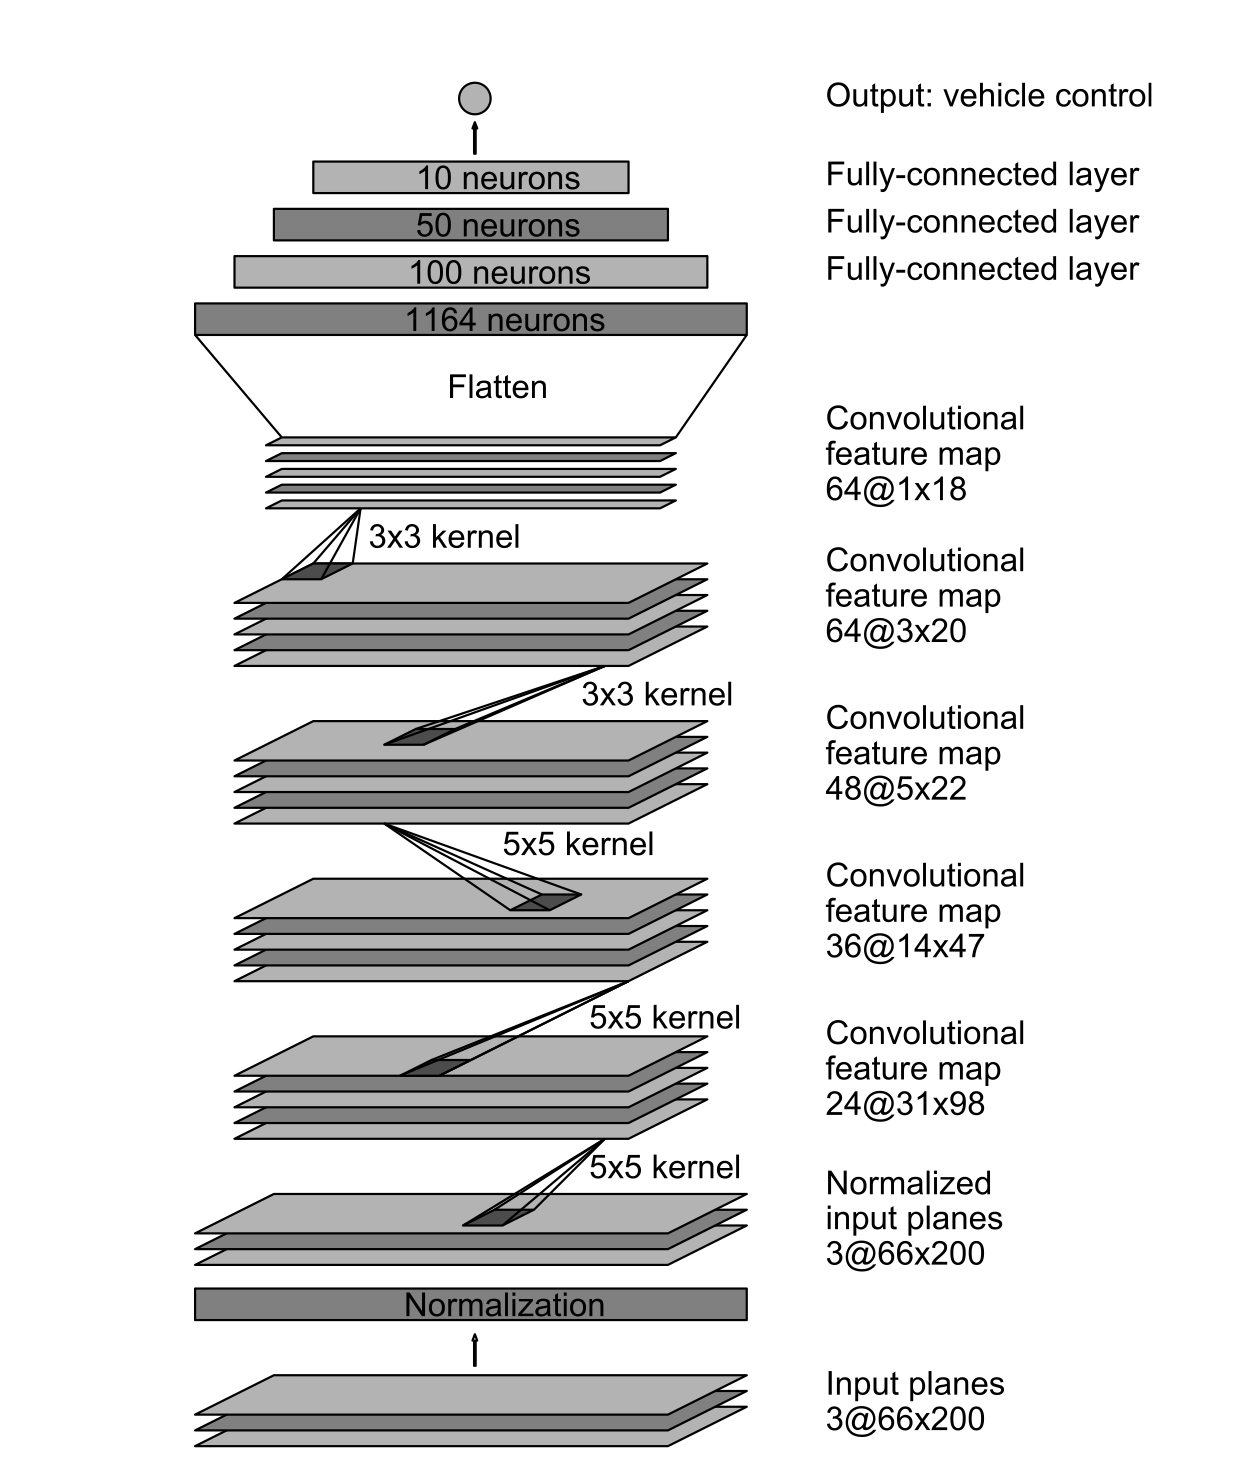 Output: vehicle control
10 neurons
Fully-connected layer
50 neurons
Fully-connected layer
100 neurons
Fully-connected layer
1164 neurons
Flatten
Convolutional
feature map
64@1x18
3x3 kernel
Convolutional
feature map
64@3x20
3x3 kernel
Convolutional
feature map
48@5x22
5x5 kernel
Convolutional
feature map
36@14x47
5x5 kernel
Convolutional
feature map
24@31x98
5x5 kernel
Normalized
input planes
3@66x200
Normalization
Input planes
3@66x200